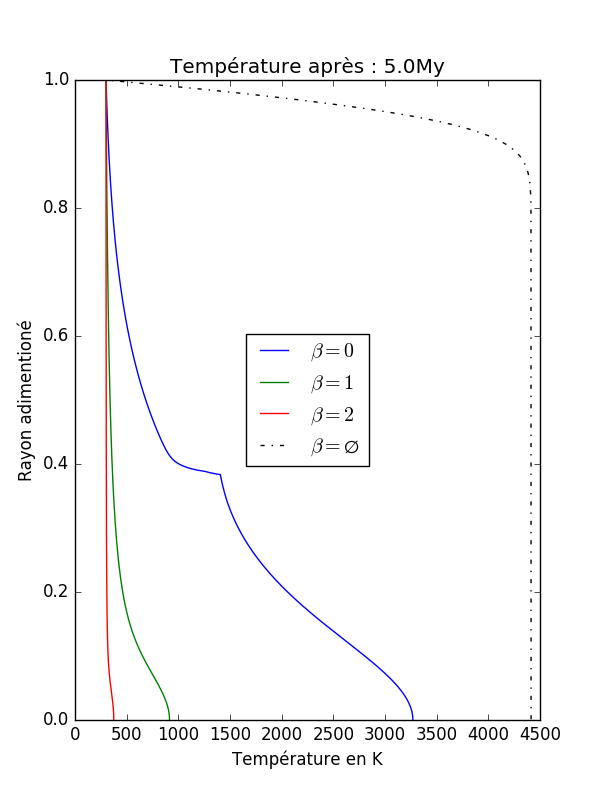 Température après : 5.0My
1.0
0.8
0.6
0.4
0.2
0.0
Rayon adimentioné
β = 0
β = 1
β = 2
β = ∅
0 500 1000 1500 2000 2500 3000 3500 4000 4500
Température en K